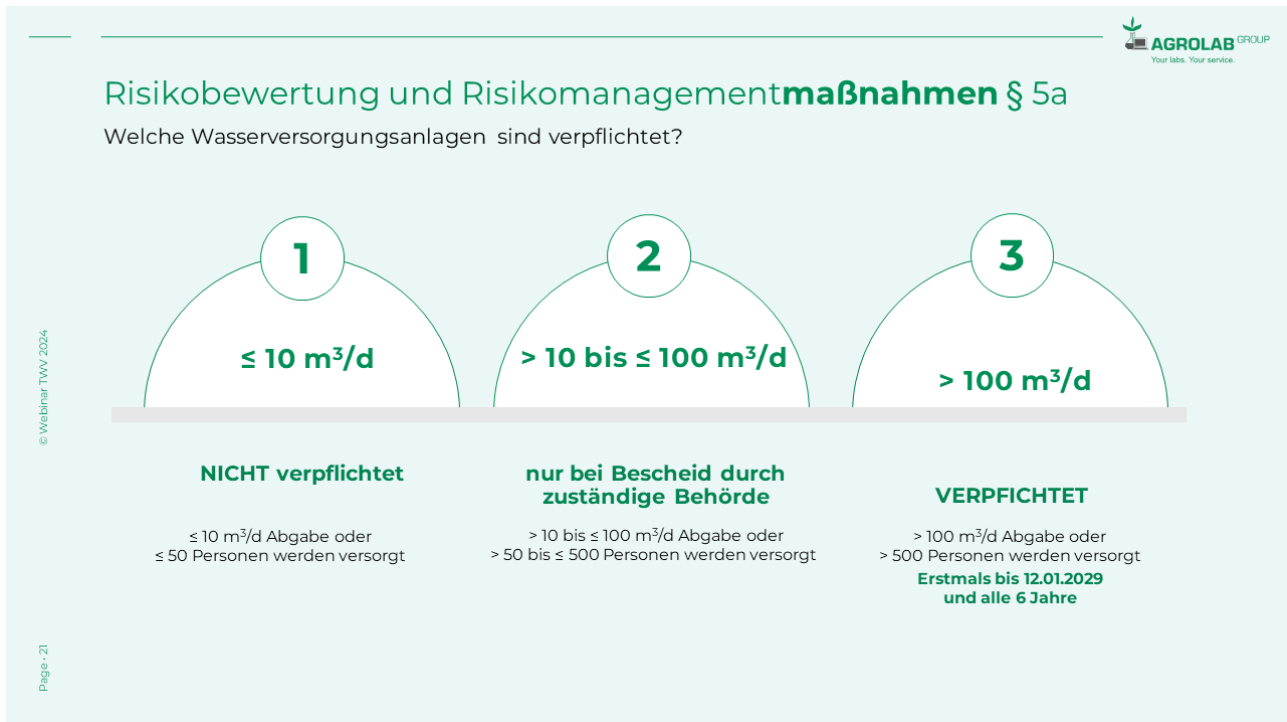 AGROLAB GROUP
Your labs. Your service.
Risikobewertung und Risikomanagementmaßnahmen § 5a
Welche Wasserversorgungsanlagen sind verpflichtet?
1
≤ 10 m³/d
NICHT verpflichtet
≤ 10 m³/d Abgabe oder
≤ 50 Personen werden versorgt
2
> 10 bis ≤ 100 m³/d
nur bei Bescheid durch
zuständige Behörde
> 10 bis ≤ 100 m³/d Abgabe oder
> 50 bis ≤ 500 Personen werden versorgt
3
> 100 m³/d
VERPFICHTET
> 100 m³/d Abgabe oder
> 500 Personen werden versorgt
Erstmals bis 12.01.2029
und alle 6 Jahre
© Webinar TWV 2024
Page • 21